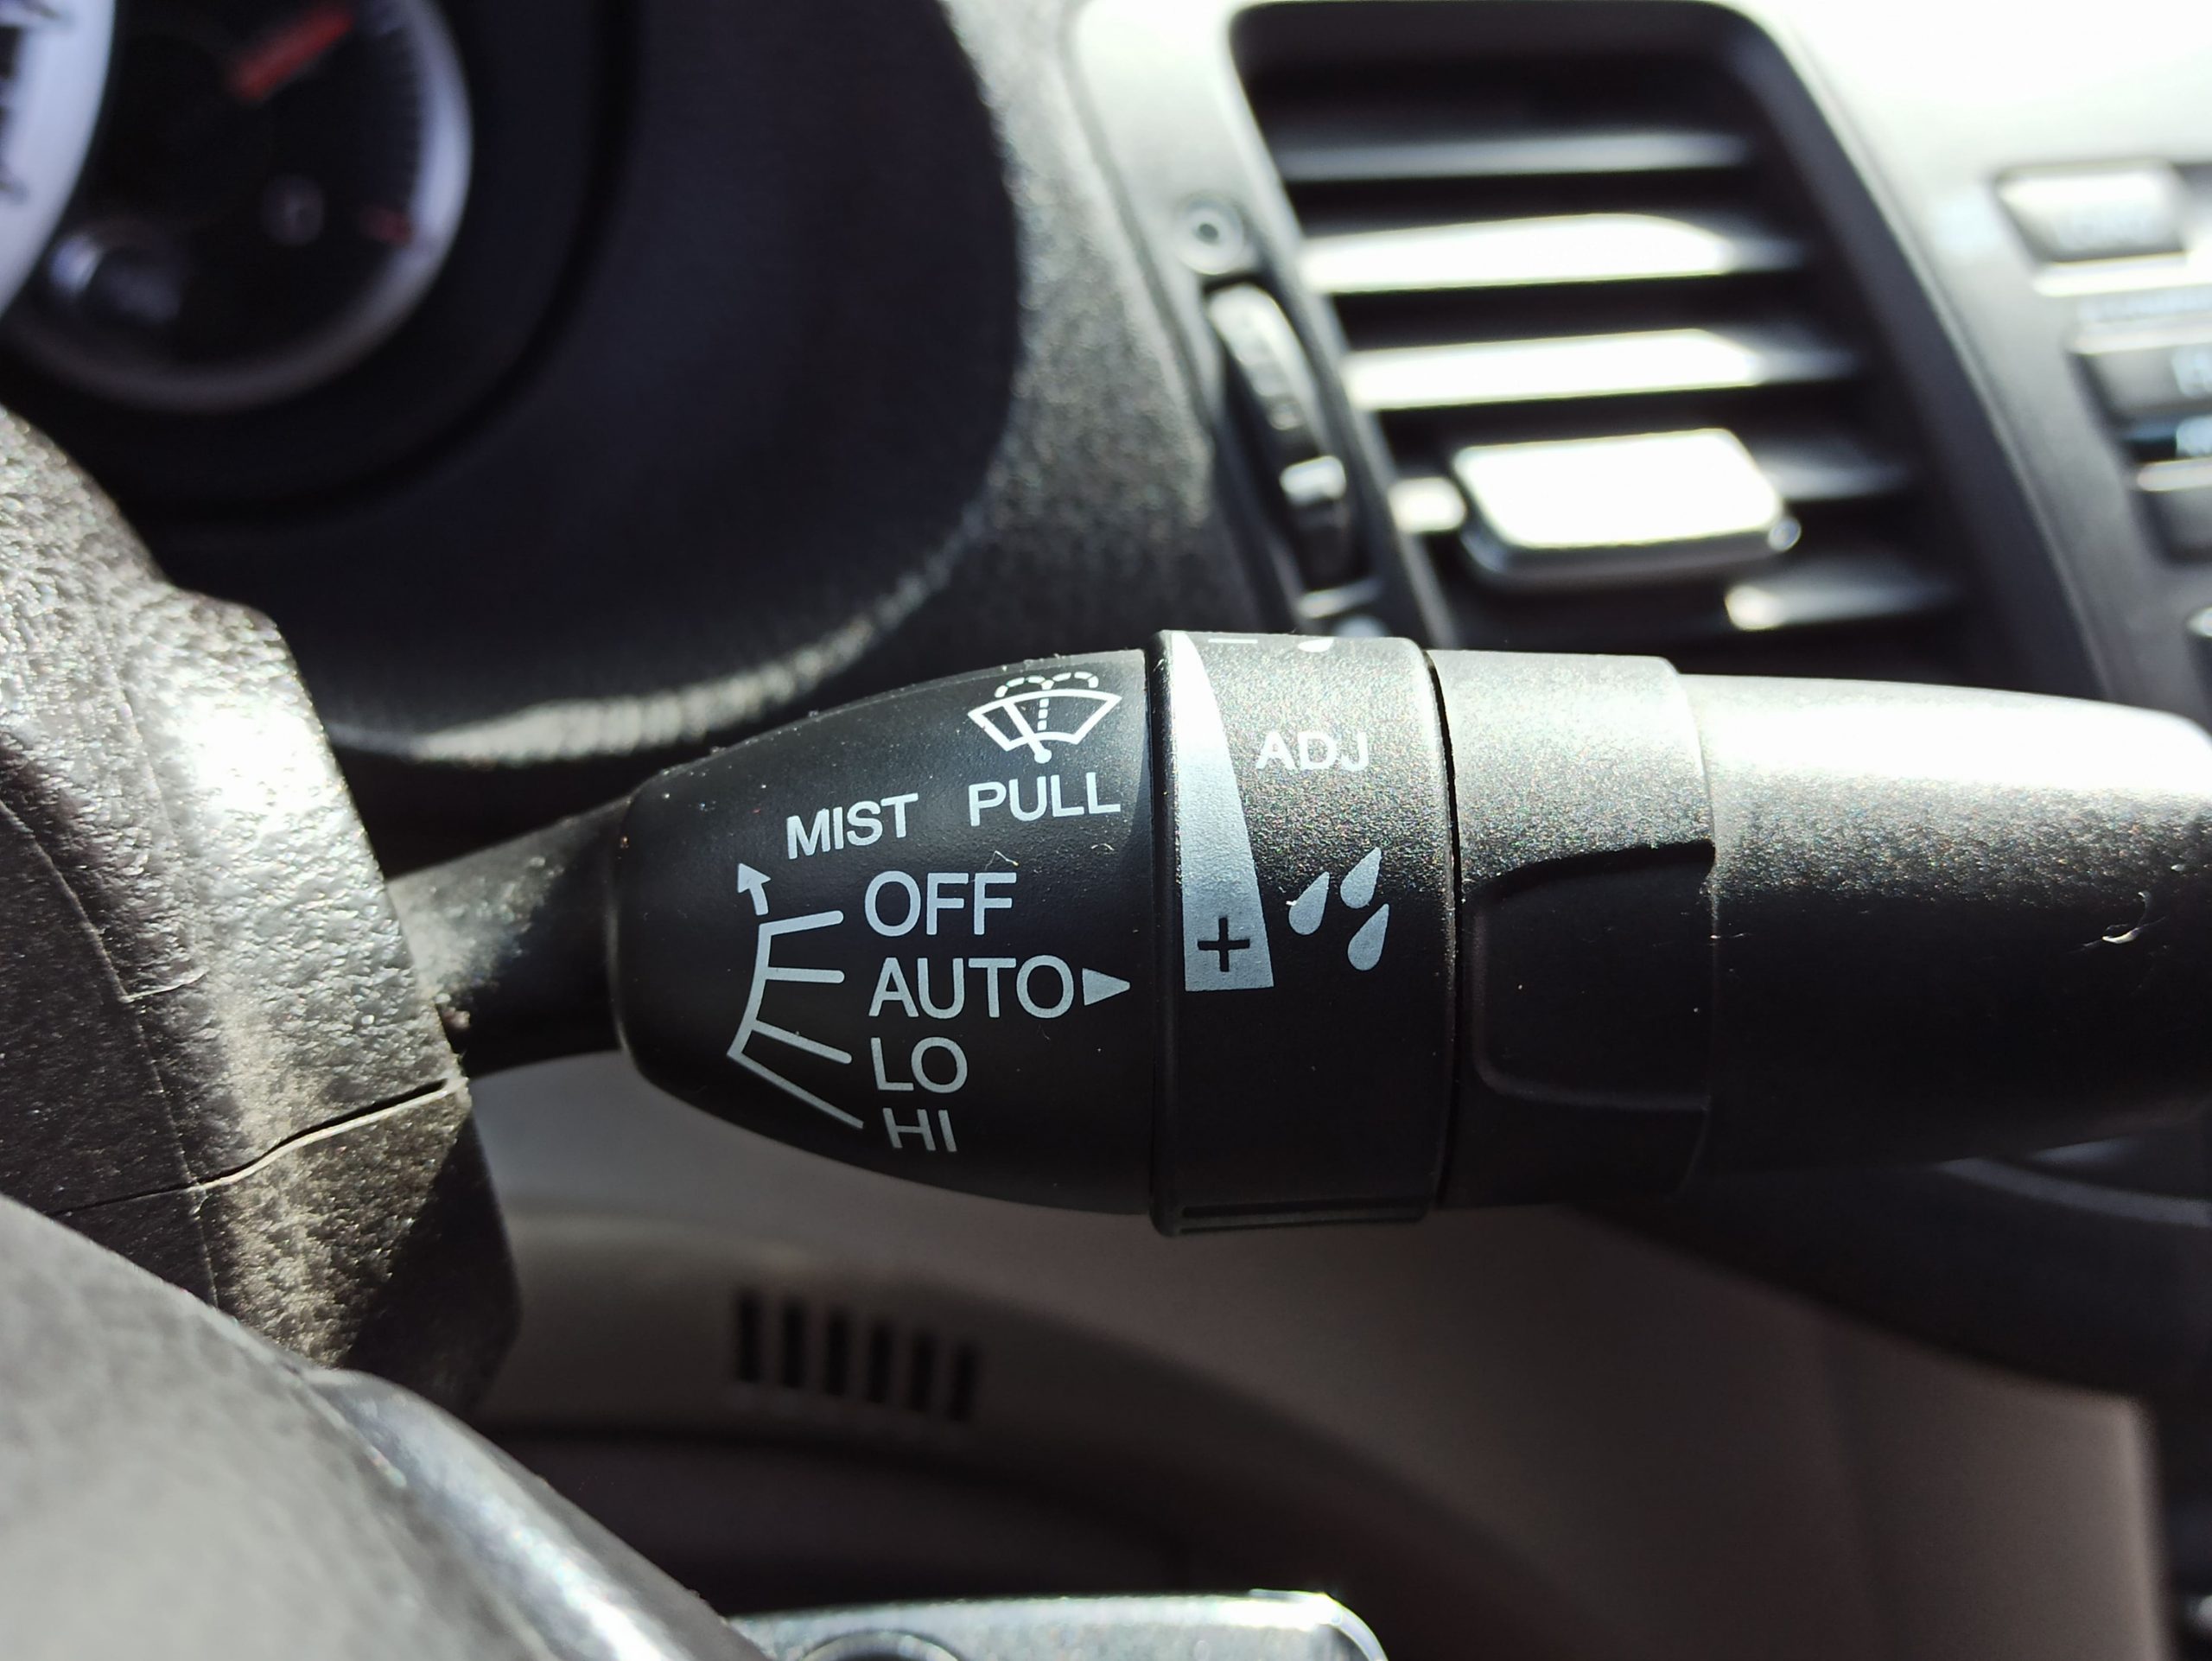 PULL
MIST
OFF
AUTO
LO
HI
− ADJ
+